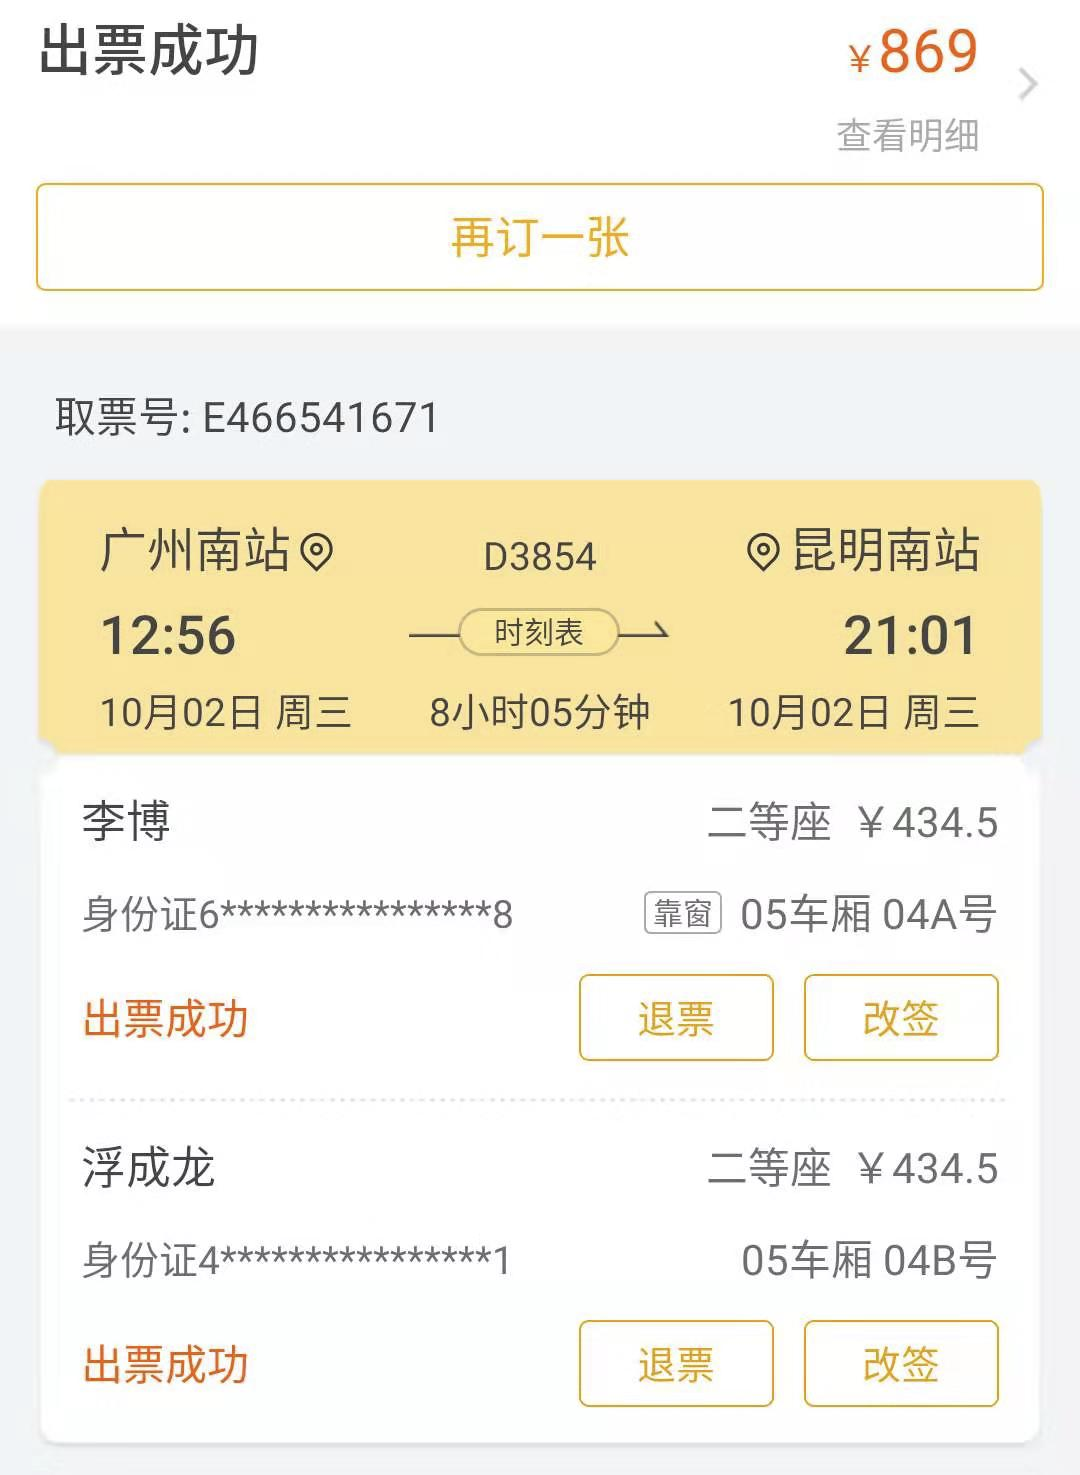 出票成功
¥869
查看明细
再订一张
取票号: E466541671
广州南站 D3854 昆明南站
12:56 时刻表 21:01
10月02日 周三 8小时05分钟 10月02日 周三
李博 二等座 ¥434.5
身份证6****************8 靠窗 05车厢 04A号
出票成功 退票 改签
浮成龙 二等座 ¥434.5
身份证4****************1 05车厢 04B号
出票成功 退票 改签